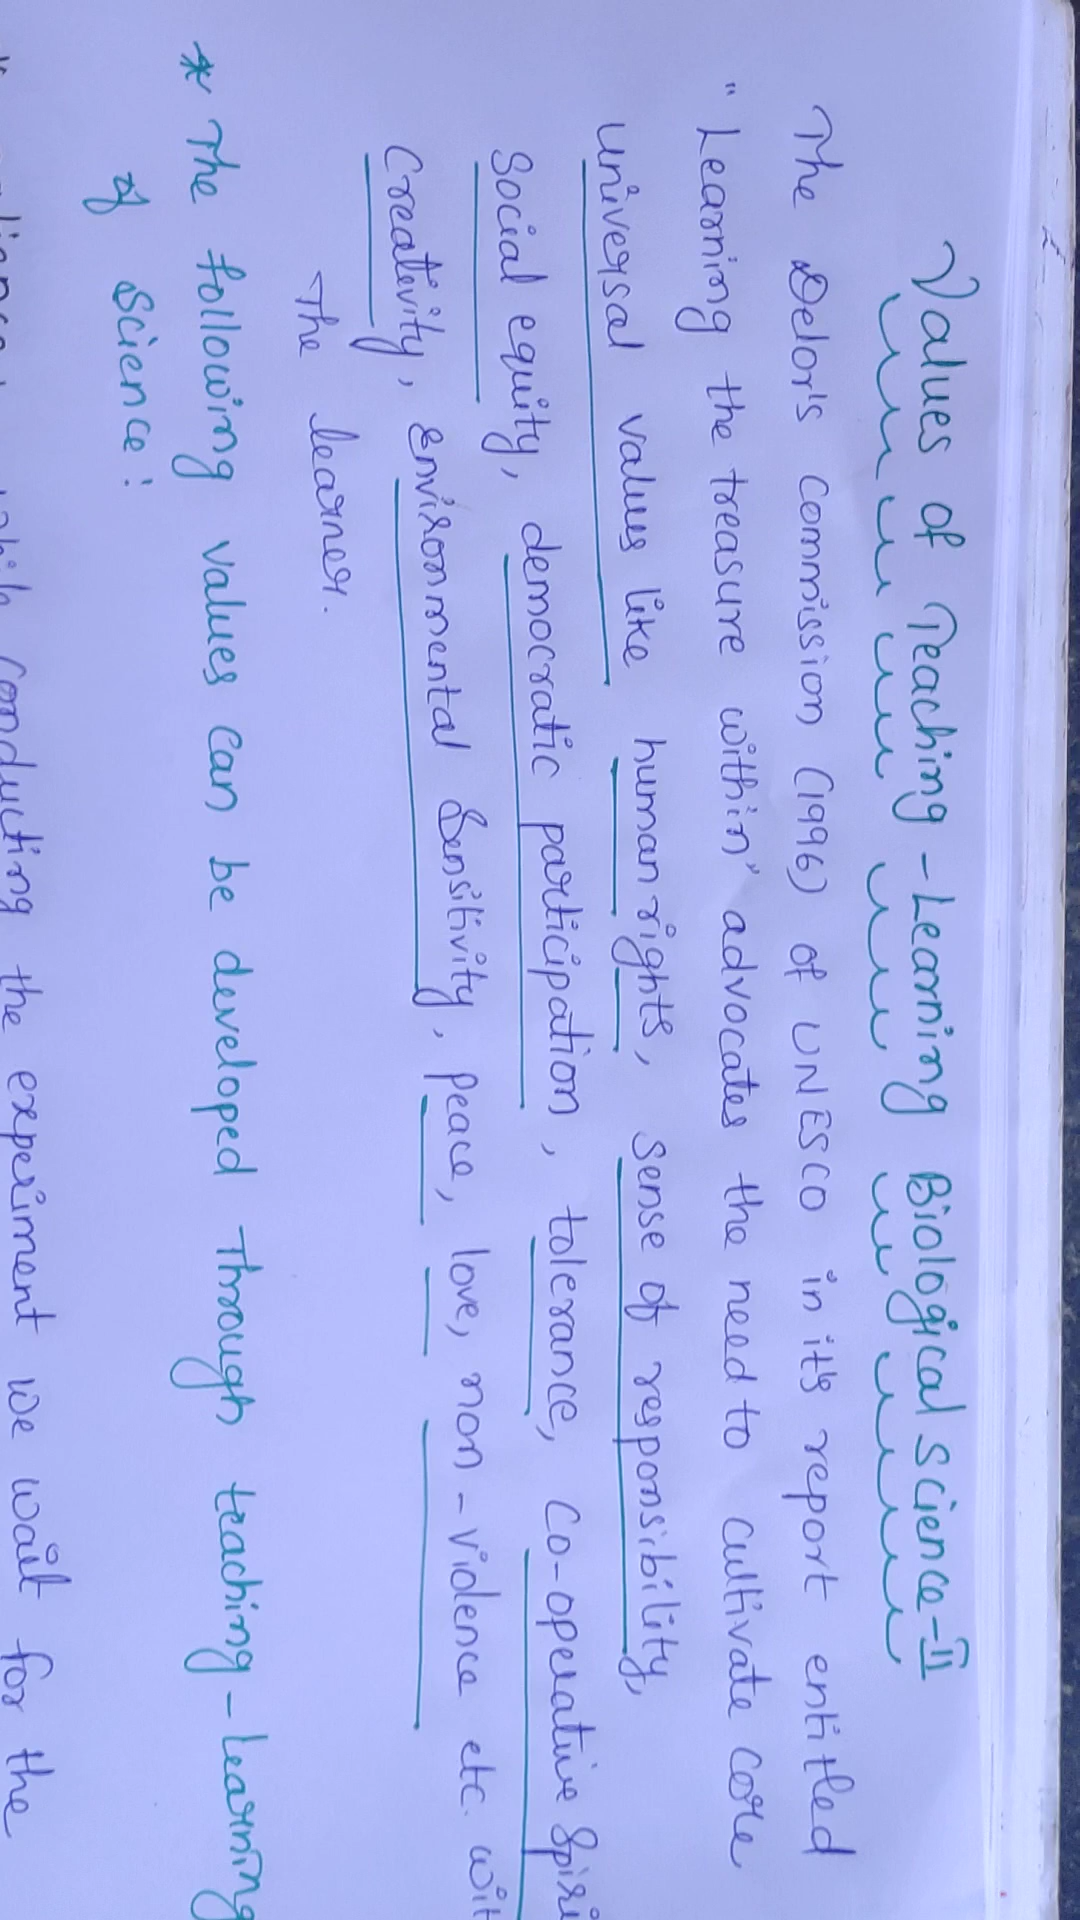 Values of Teaching - Learning Biological Science - II
The Delor's Commission (1996) of UNESCO in it's report entitled
" Learning the treasure within" advocates the need to cultivate core
universal values like human rights, sense of responsibility,
Social equity, democratic participation, tolerance, Co-operative Spiri
Creativity, Environmental Sensitivity, peace, love, non - violence etc. wit
The learner.
* The following values can be developed Through teaching - Learning
of Science:
Conducting the experiment we wait for the